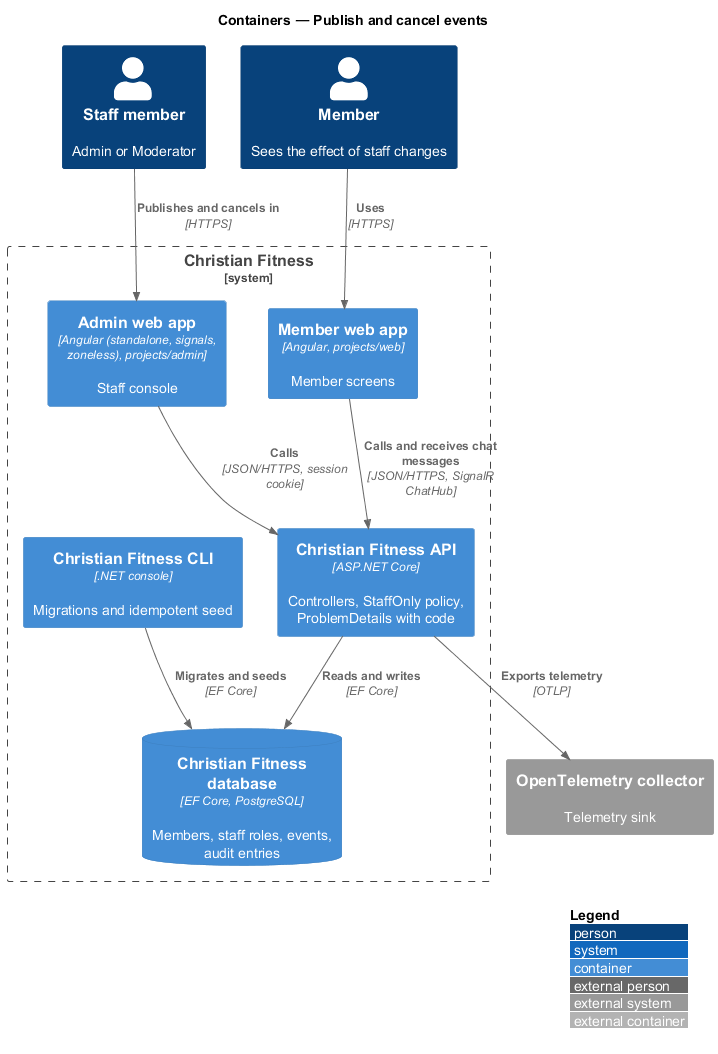 Containers — Publish and cancel events
Staff member
Admin or Moderator
Member
Sees the effect of staff changes
Publishes and cancels in
[HTTPS]
Uses
[HTTPS]
Christian Fitness
[system]
Admin web app
[Angular (standalone, signals,
zoneless), projects/admin]
Staff console
Member web app
[Angular, projects/web]
Member screens
Calls
[JSON/HTTPS, session
cookie]
Calls and receives chat
messages
[JSON/HTTPS, SignalR
ChatHub]
Christian Fitness CLI
[.NET console]
Migrations and idempotent seed
Christian Fitness API
[ASP.NET Core]
Controllers, StaffOnly policy,
ProblemDetails with code
Migrates and seeds
[EF Core]
Reads and writes
[EF Core]
Exports telemetry
[OTLP]
Christian Fitness
database
[EF Core, PostgreSQL]
Members, staff roles, events,
audit entries
OpenTelemetry collector
Telemetry sink
Legend
person
system
container
external person
external system
external container